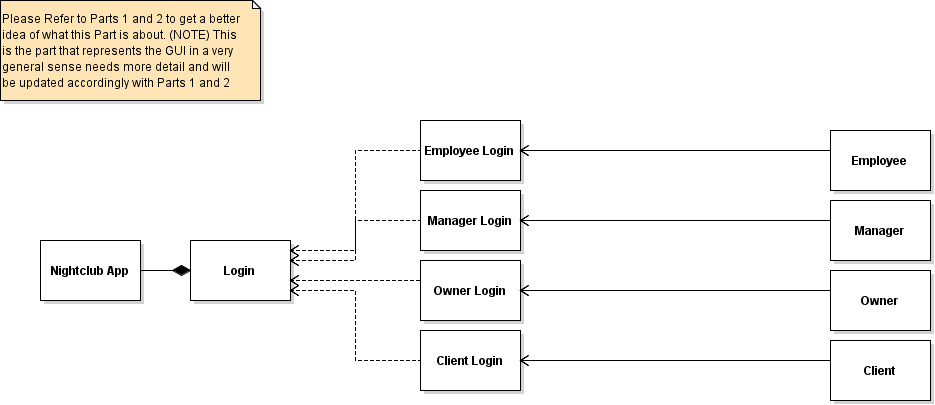 Please Refer to Parts 1 and 2 to get a better
idea of what this Part is about. (NOTE) This
is the part that represents the GUI in a very
general sense needs more detail and will
be updated accordingly with Parts 1 and 2
Employee Login
Employee
Manager Login
Manager
Nightclub App
Login
Owner Login
Owner
Client Login
Client